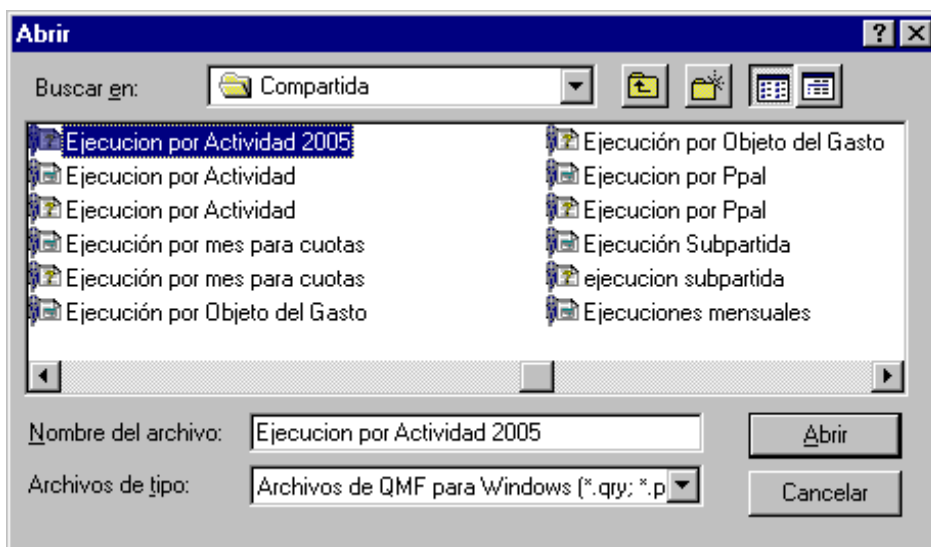 Abrir
Buscar en: Compartida
Ejecucion por Actividad 2005
Ejecucion por Actividad
Ejecucion por Actividad
Ejecución por mes para cuotas
Ejecución por mes para cuotas
Ejecución por Objeto del Gasto
Ejecución por Objeto del Gasto
Ejecucion por Ppal
Ejecucion por Ppal
Ejecución Subpartida
ejecucion subpartida
Ejecuciones mensuales
Nombre del archivo: Ejecucion por Actividad 2005 Abrir
Archivos de tipo: Archivos de QMF para Windows (*.qry; *.p Cancelar